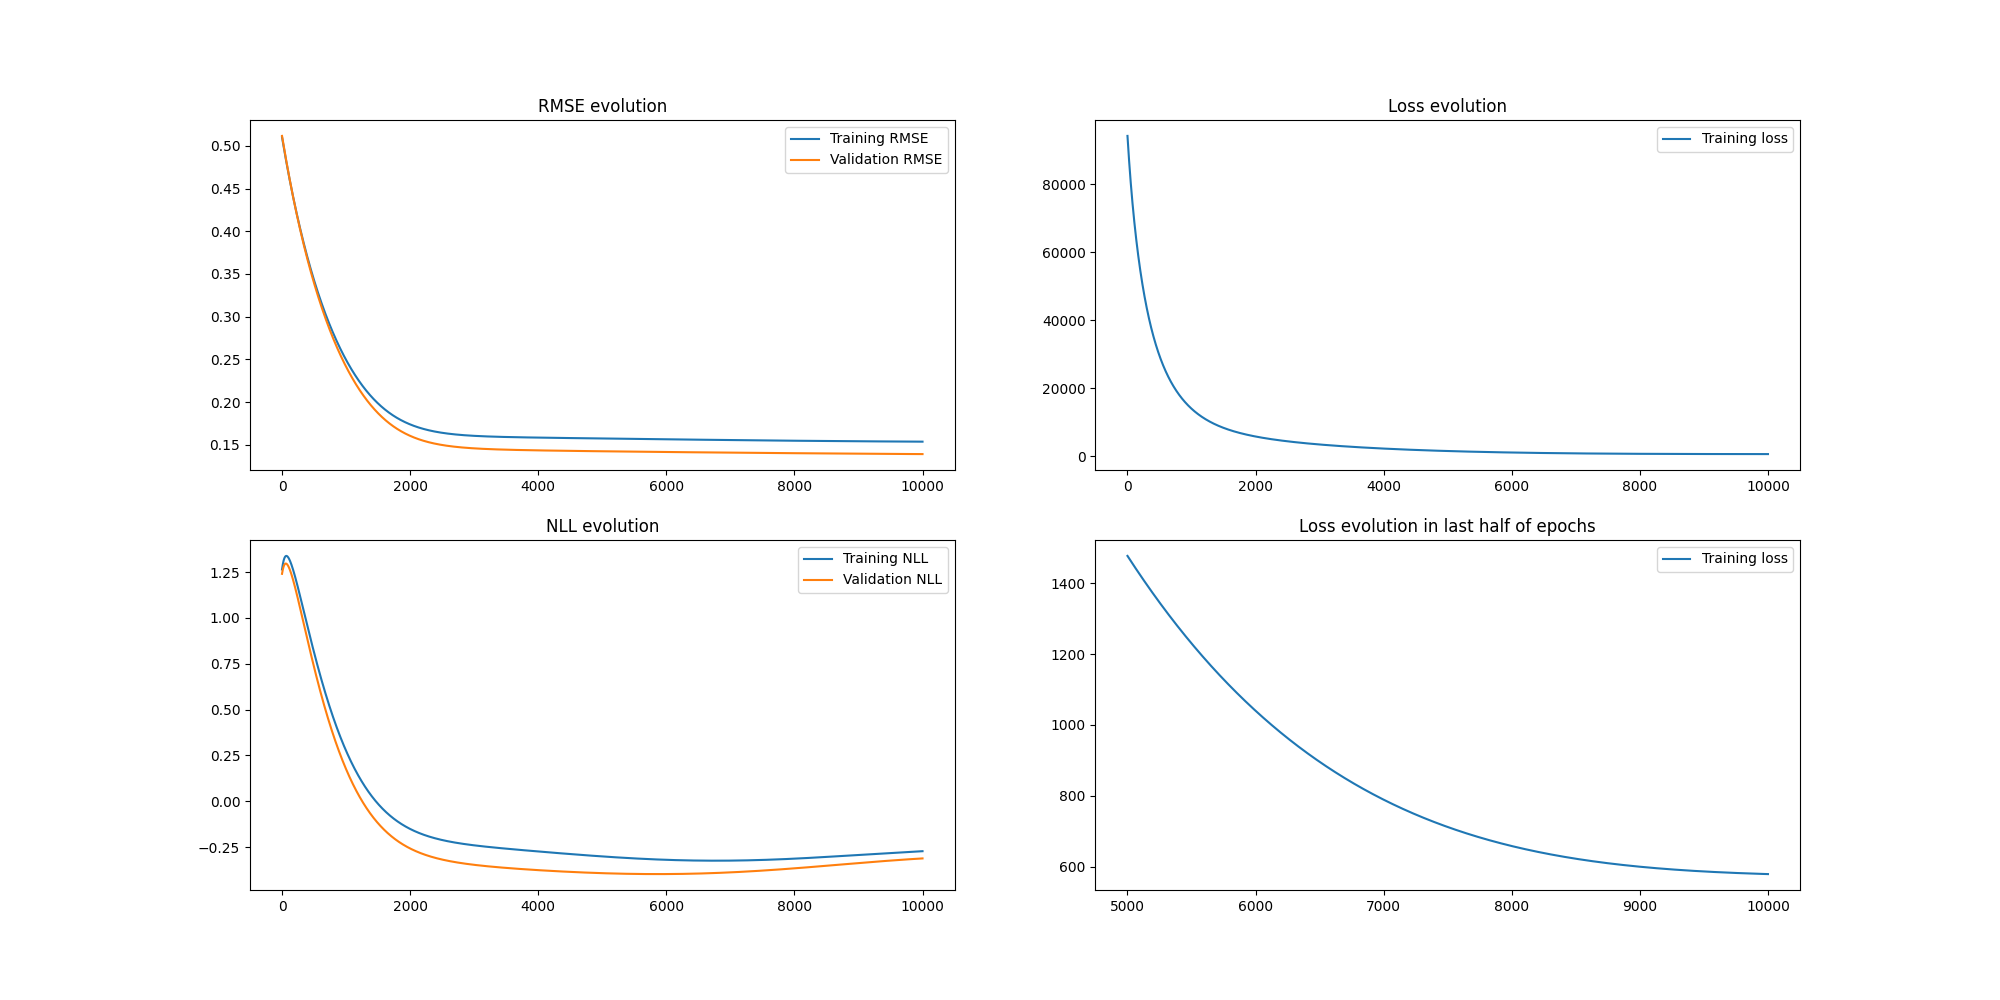 RMSE evolution
Training RMSE
Validation RMSE
0.50
0.45
0.40
0.35
0.30
0.25
0.20
0.15
0 2000 4000 6000 8000 10000
Loss evolution
Training loss
80000
60000
40000
20000
0
0 2000 4000 6000 8000 10000
NLL evolution
Training NLL
Validation NLL
1.25
1.00
0.75
0.50
0.25
0.00
−0.25
0 2000 4000 6000 8000 10000
Loss evolution in last half of epochs
Training loss
1400
1200
1000
800
600
5000 6000 7000 8000 9000 10000